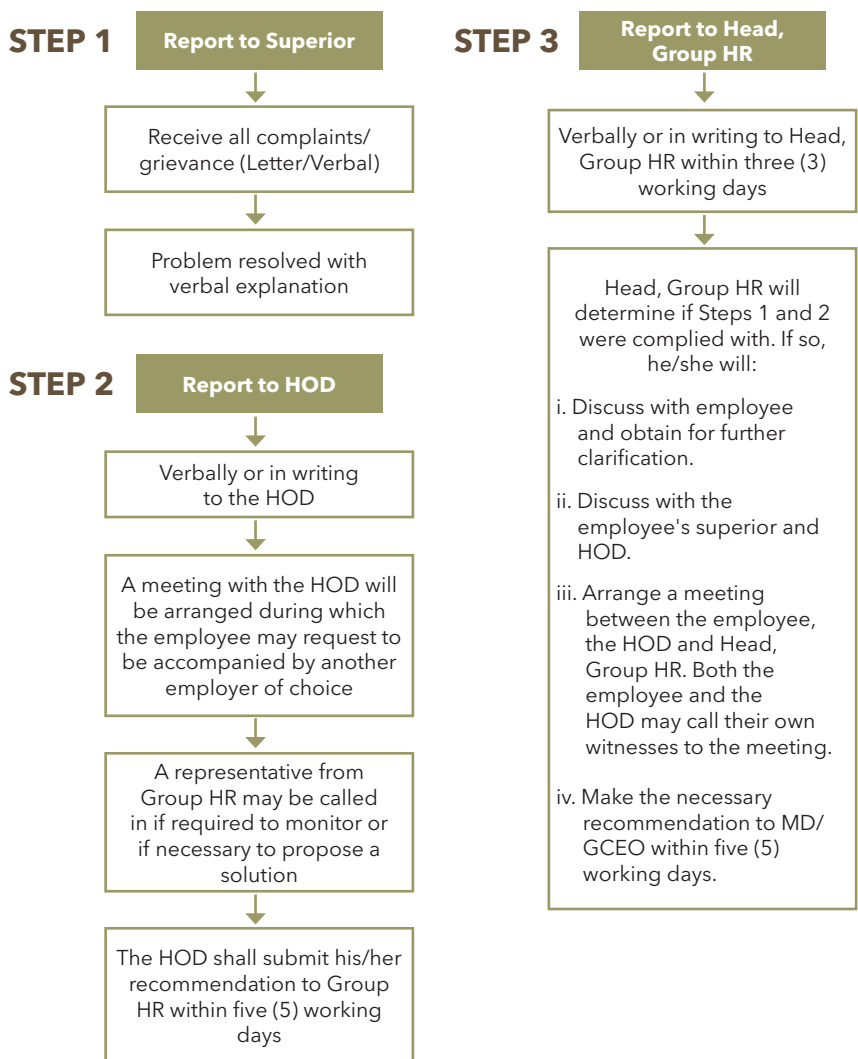 STEP 1
Report to Superior
Receive all complaints/
grievance (Letter/Verbal)
Problem resolved with
verbal explanation
STEP 2
Report to HOD
Verbally or in writing
to the HOD
A meeting with the HOD will
be arranged during which
the employee may request to
be accompanied by another
employer of choice
A representative from
Group HR may be called
in if required to monitor or
if necessary to propose a
solution
The HOD shall submit his/her
recommendation to Group
HR within five (5) working
days
STEP 3
Report to Head,
Group HR
Verbally or in writing to Head,
Group HR within three (3)
working days
Head, Group HR will
determine if Steps 1 and 2
were complied with. If so,
he/she will:
i. Discuss with employee
and obtain for further
clarification.
ii. Discuss with the
employee's superior and
HOD.
iii. Arrange a meeting
between the employee,
the HOD and Head,
Group HR. Both the
employee and the
HOD may call their own
witnesses to the meeting.
iv. Make the necessary
recommendation to MD/
GCEO within five (5)
working days.